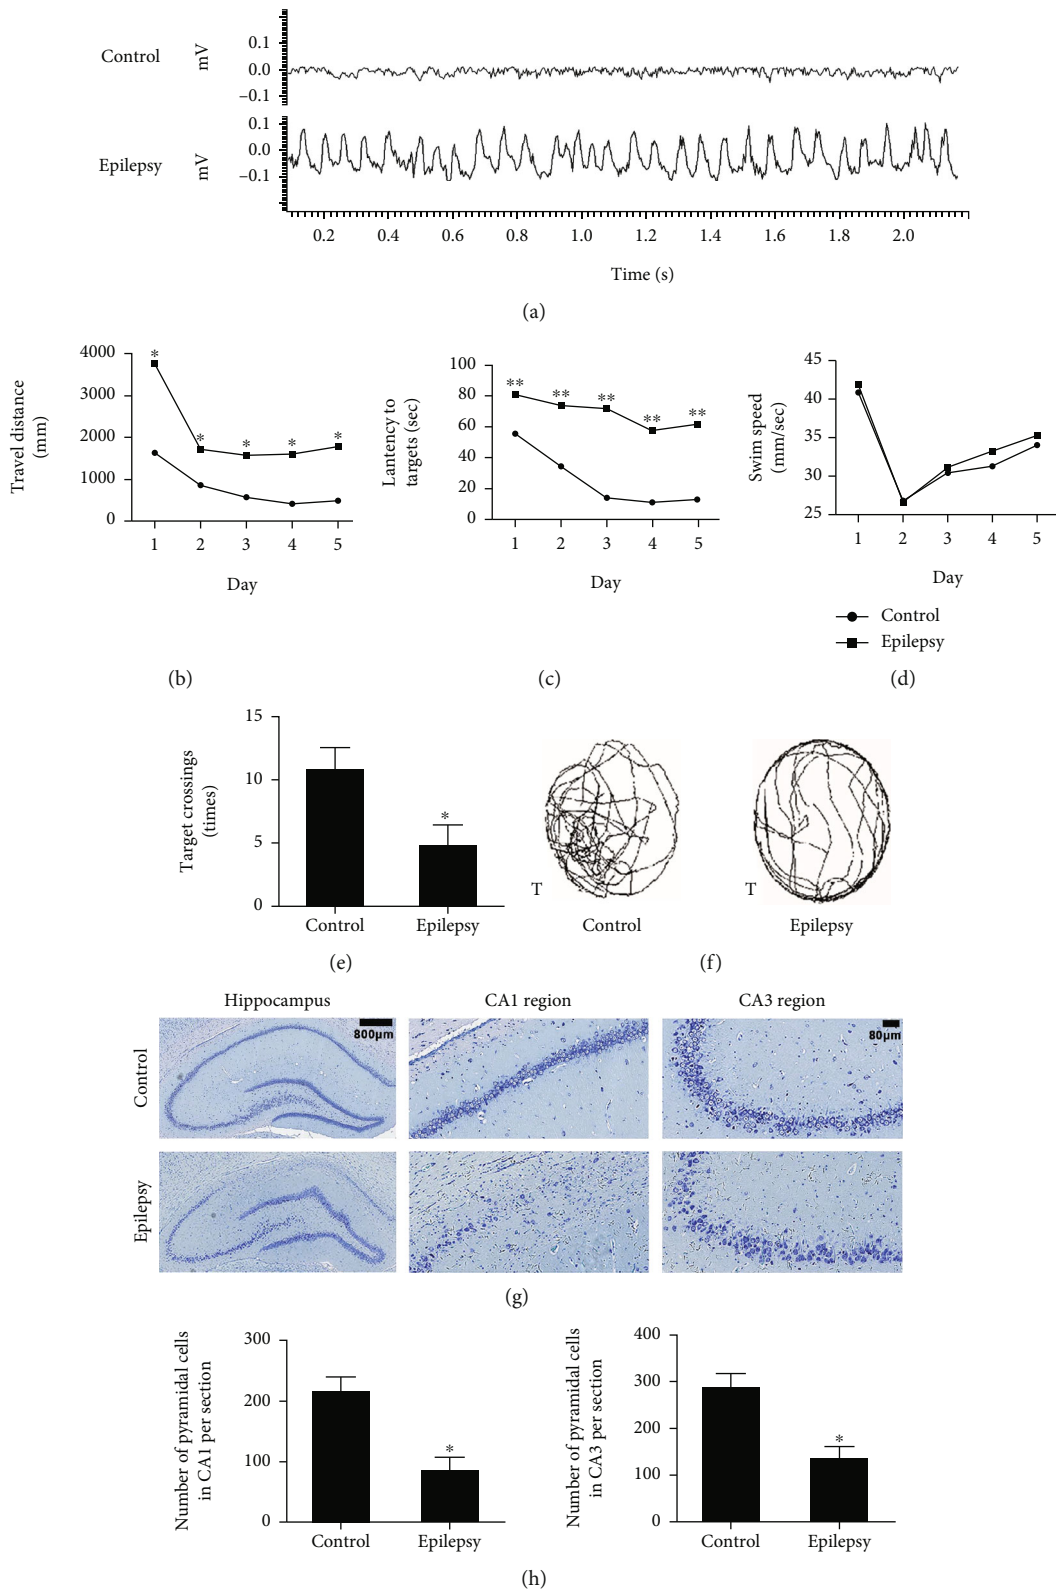 Control
mV
0.1
0.0
–0.1
Epilepsy
mV
0.1
0.0
–0.1
0.2 0.4 0.6 0.8 1.0 1.2 1.4 1.6 1.8 2.0
Time (s)
(a)
Travel distance
(mm)
4000
3000
2000
1000
0
* * * * *
1 2 3 4 5
Day
(b)
Lantency to
targets (sec)
100
80
60
40
20
0
** ** ** ** **
1 2 3 4 5
Day
(c)
Swim speed
(mm/sec)
45
40
35
30
25
1 2 3 4 5
Day
Control
Epilepsy
(d)
Target crossings
(times)
15
10
5
0
*
Control Epilepsy
(e)
T
Control
T
Epilepsy
(f)
Hippocampus CA1 region CA3 region
Control
800μm
80μm
Epilepsy
(g)
Number of pyramidal cells
in CA1 per section
300
200
100
0
*
Control Epilepsy
Number of pyramidal cells
in CA3 per section
400
300
200
100
0
*
Control Epilepsy
(h)